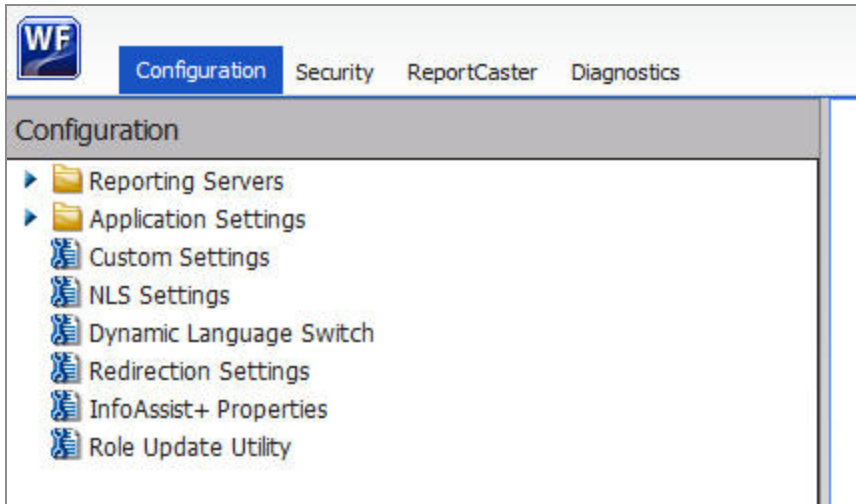 WF
Configuration Security ReportCaster Diagnostics
Configuration
Reporting Servers
Application Settings
Custom Settings
NLS Settings
Dynamic Language Switch
Redirection Settings
InfoAssist+ Properties
Role Update Utility